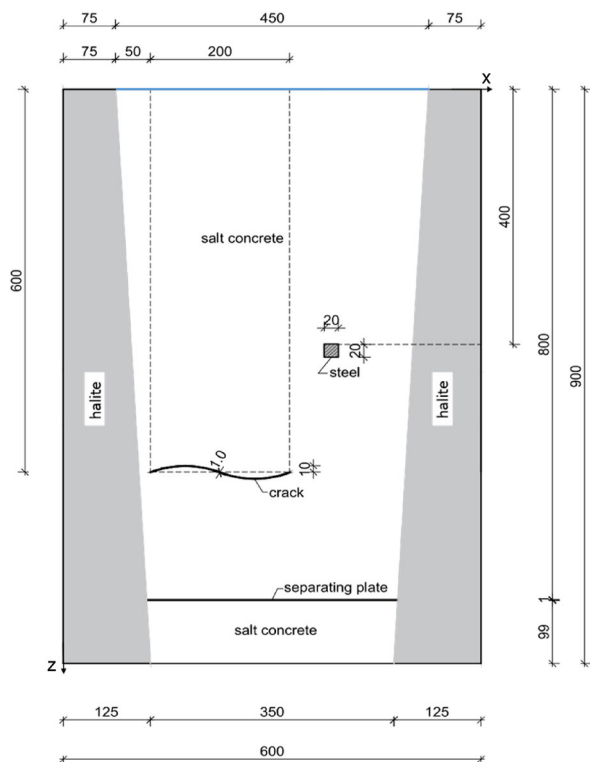 75 450 75
75 50 200
X
600
400
800
900
salt concrete
20
20
steel
halite
halite
1.0
10
crack
separating plate
1
salt concrete
99
Z
125 350 125
600